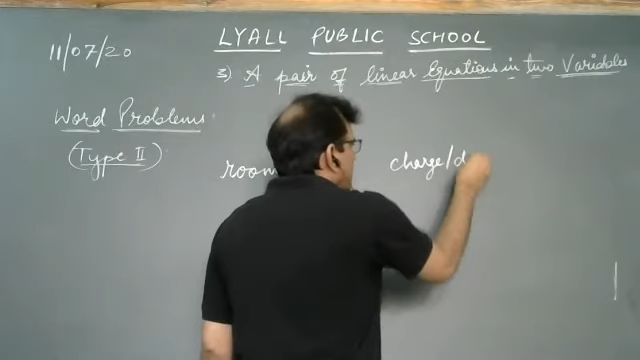 11/07/20
LYALL PUBLIC SCHOOL
3) A pair of linear Equations in two Variables
Word Problems.
(Type II)
room
charge/d